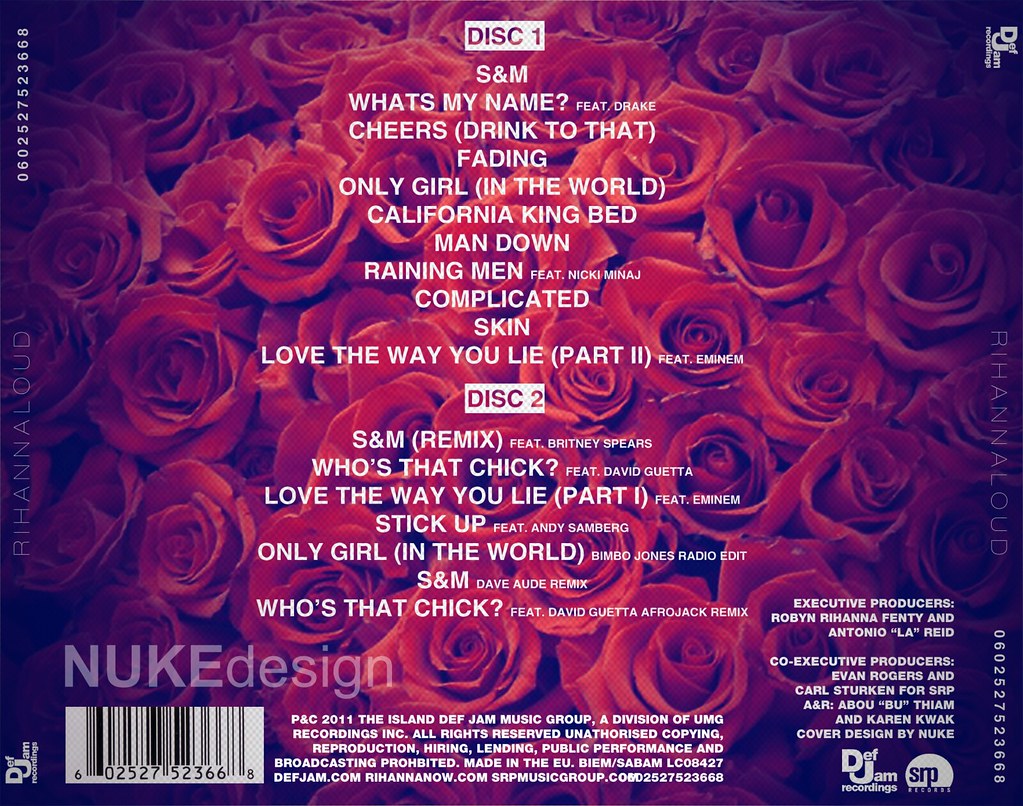 0602527523668
Def
Jam
recordings
RIHANNALOUD
DISC 1
S&M
WHATS MY NAME? FEAT. DRAKE
CHEERS (DRINK TO THAT)
FADING
ONLY GIRL (IN THE WORLD)
CALIFORNIA KING BED
MAN DOWN
RAINING MEN FEAT. NICKI MINAJ
COMPLICATED
SKIN
LOVE THE WAY YOU LIE (PART II) FEAT. EMINEM
DISC 2
S&M (REMIX) FEAT. BRITNEY SPEARS
WHO'S THAT CHICK? FEAT. DAVID GUETTA
LOVE THE WAY YOU LIE (PART I) FEAT. EMINEM
STICK UP FEAT. ANDY SAMBERG
ONLY GIRL (IN THE WORLD) BIMBO JONES RADIO EDIT
S&M DAVE AUDE REMIX
WHO'S THAT CHICK? FEAT. DAVID GUETTA AFROJACK REMIX
NUKEdesign
6 02527 52366 8
P&C 2011 THE ISLAND DEF JAM MUSIC GROUP, A DIVISION OF UMG
RECORDINGS INC. ALL RIGHTS RESERVED UNATHORISED COPYING,
REPRODUCTION, HIRING, LENDING, PUBLIC PERFORMANCE AND
BROADCASTING PROHBITED. MADE IN THE EU. BIEM/SABAM LC08427
DEFJAM.COM RIHANNANOW.COM SRPMUSICGROUP.COM 0602527523668
EXECUTIVE PRODUCERS:
ROBYN RIHANNA FENTY AND
ANTONIO “LA” REID
CO-EXECUTIVE PRODUCERS:
EVAN ROGERS AND
CARL STURKEN FOR SRP
A&R: ABOU “BU” THIAM
AND KAREN KWAK
COVER DESIGN BY NUKE
Def
Jam
recordings
srp
RECORDS
Def
Jam
recordings
RIHANNALOUD
0602527523668
Def
Jam
recordings